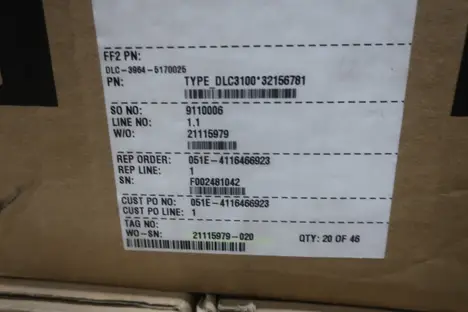 FF2 PN:
DLC-3964-5170025
PN: TYPE DLC3100*32156781
SO NO: 9110006
LINE NO: 1.1
W/O: 21115979
REP ORDER: 051E-4116466923
REP LINE: 1
SN: F002481042
CUST PO NO: 051E-4116466923
CUST PO LINE: 1
TAG NO:
WO-SN: 21115979-020 QTY: 20 OF 46